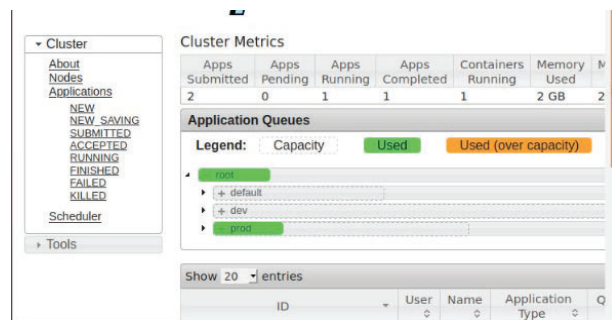 Cluster
About
Nodes
Applications
NEW
NEW_SAVING
SUBMITTED
ACCEPTED
RUNNING
FINISHED
FAILED
KILLED
Scheduler
Tools
Cluster Metrics
Apps Submitted Apps Pending Apps Running Apps Completed Containers Running Memory Used M
2 0 1 1 1 2 GB 2
Application Queues
Legend: Capacity Used Used (over capacity)
root
+ default
+ dev
prod
Show 20 entries
ID User Name Application Type Q